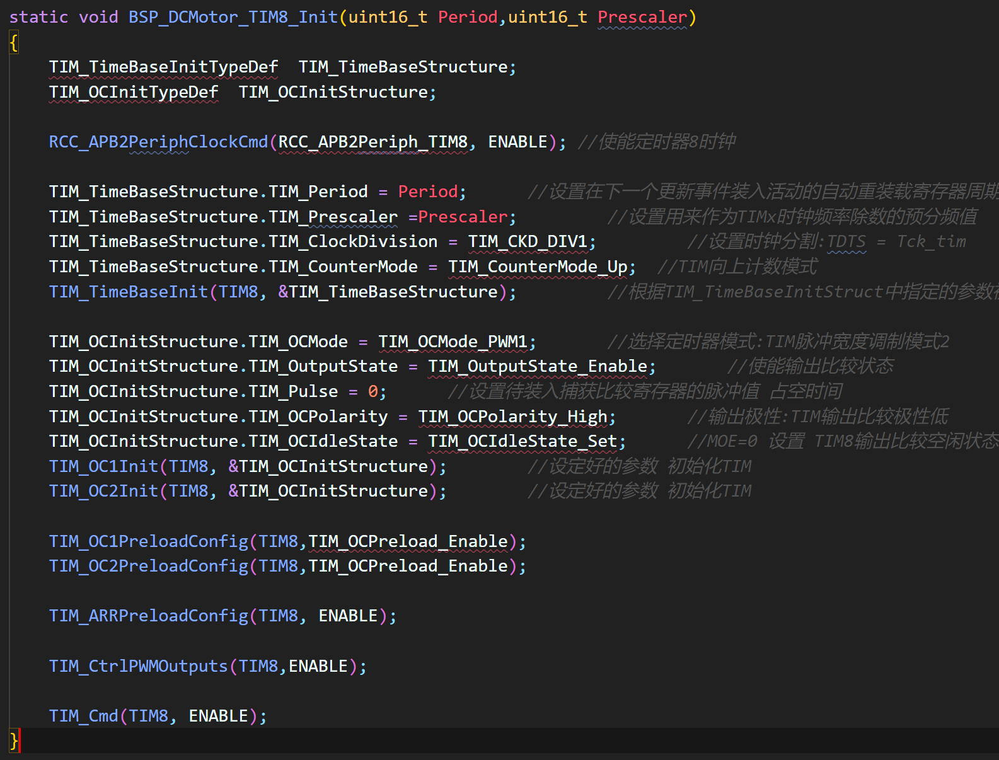 static void BSP_DCMotor_TIM8_Init(uint16_t Period,uint16_t Prescaler)
{
TIM_TimeBaseInitTypeDef  TIM_TimeBaseStructure;
TIM_OCInitTypeDef  TIM_OCInitStructure;
RCC_APB2PeriphClockCmd(RCC_APB2Periph_TIM8, ENABLE); //使能定时器8时钟
TIM_TimeBaseStructure.TIM_Period = Period;      //设置在下一个更新事件装入活动的自动重装载寄存器周期
TIM_TimeBaseStructure.TIM_Prescaler =Prescaler;         //设置用来作为TIMx时钟频率除数的预分频值
TIM_TimeBaseStructure.TIM_ClockDivision = TIM_CKD_DIV1;         //设置时钟分割:TDTS = Tck_tim
TIM_TimeBaseStructure.TIM_CounterMode = TIM_CounterMode_Up;  //TIM向上计数模式
TIM_TimeBaseInit(TIM8, &TIM_TimeBaseStructure);         //根据TIM_TimeBaseInitStruct中指定的参数在
TIM_OCInitStructure.TIM_OCMode = TIM_OCMode_PWM1;       //选择定时器模式:TIM脉冲宽度调制模式2
TIM_OCInitStructure.TIM_OutputState = TIM_OutputState_Enable;       //使能输出比较状态
TIM_OCInitStructure.TIM_Pulse = 0;      //设置待装入捕获比较寄存器的脉冲值 占空时间
TIM_OCInitStructure.TIM_OCPolarity = TIM_OCPolarity_High;       //输出极性:TIM输出比较极性低
TIM_OCInitStructure.TIM_OCIdleState = TIM_OCIdleState_Set;      //MOE=0 设置 TIM8输出比较空闲状态
TIM_OC1Init(TIM8, &TIM_OCInitStructure);        //设定好的参数 初始化TIM
TIM_OC2Init(TIM8, &TIM_OCInitStructure);        //设定好的参数 初始化TIM
TIM_OC1PreloadConfig(TIM8,TIM_OCPreload_Enable);
TIM_OC2PreloadConfig(TIM8,TIM_OCPreload_Enable);
TIM_ARRPreloadConfig(TIM8, ENABLE);
TIM_CtrlPWMOutputs(TIM8,ENABLE);
TIM_Cmd(TIM8, ENABLE);
}